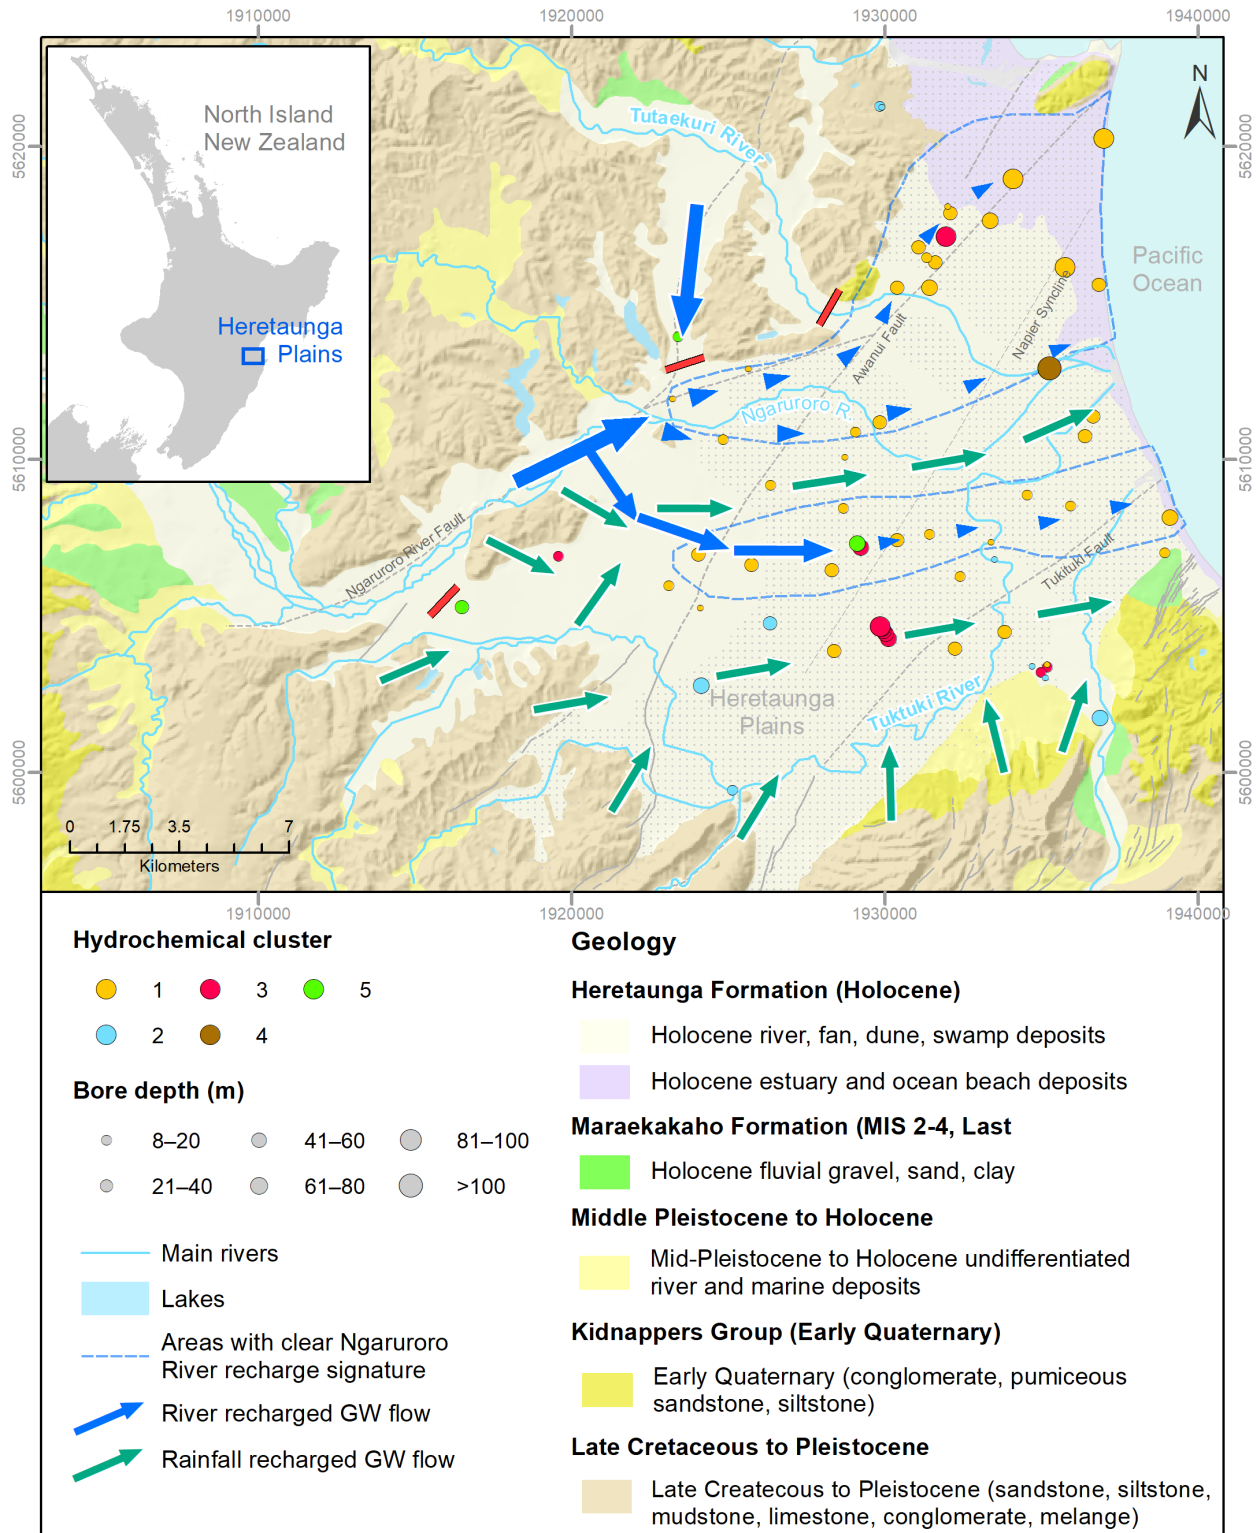 1910000
1920000
1930000
1940000
5620000
5620000
5610000
5610000
5600000
5600000
North Island
New Zealand
Heretaunga
Plains
N
Tutaekuri River
Pacific
Ocean
Napier Syncline
Awanui Fault
Ngaruroro R.
Ngaruroro River Fault
Tukituki Fault
Heretaunga
Plains
Tuktuki River
0 1.75 3.5 7
Kilometers
1910000
1920000
1930000
1940000
Hydrochemical cluster
1 3 5
2 4
Bore depth (m)
8–20 41–60 81–100
21–40 61–80 >100
Main rivers
Lakes
Areas with clear Ngaruroro
River recharge signature
River recharged GW flow
Rainfall recharged GW flow
Geology
Heretaunga Formation (Holocene)
Holocene river, fan, dune, swamp deposits
Holocene estuary and ocean beach deposits
Maraekakaho Formation (MIS 2-4, Last
Holocene fluvial gravel, sand, clay
Middle Pleistocene to Holocene
Mid-Pleistocene to Holocene undifferentiated
river and marine deposits
Kidnappers Group (Early Quaternary)
Early Quaternary (conglomerate, pumiceous
sandstone, siltstone)
Late Cretaceous to Pleistocene
Late Createcous to Pleistocene (sandstone, siltstone,
mudstone, limestone, conglomerate, melange)